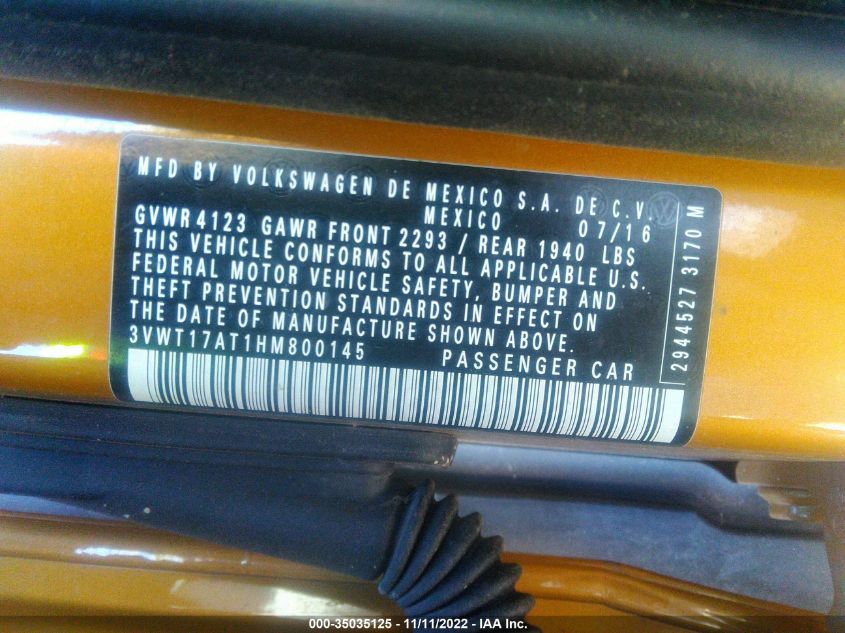 MFD BY VOLKSWAGEN DE MEXICO S.A. DE C.V.
MEXICO 07/16
GVWR 4123 GAWR FRONT 2293 / REAR 1940 LBS
THIS VEHICLE CONFORMS TO ALL APPLICABLE U.S.
FEDERAL MOTOR VEHICLE SAFETY, BUMPER AND
THEFT PREVENTION STANDARDS IN EFFECT ON
THE DATE OF MANUFACTURE SHOWN ABOVE.
3VWT17AT1HM800145 PASSENGER CAR
2944527 3170 M
000-35035125 - 11/11/2022 - IAA Inc.